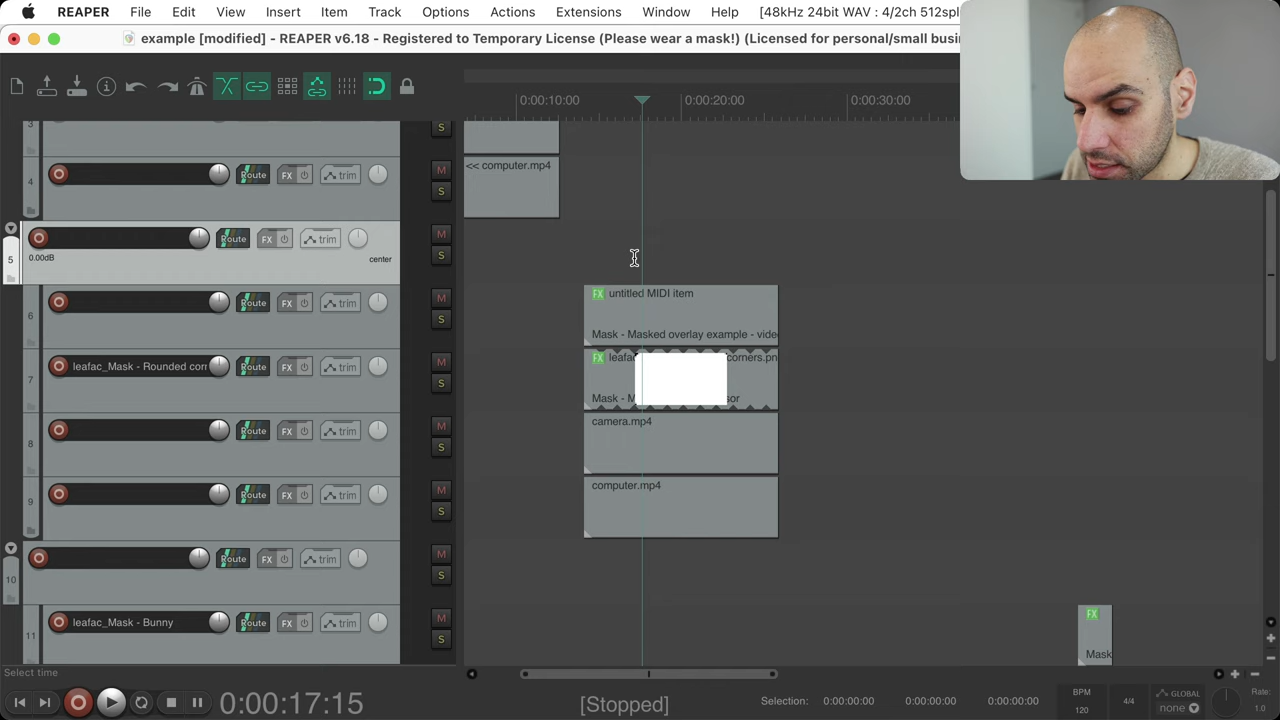 REAPER File Edit View Insert Item Track Options Actions Extensions Window Help [48kHz 24bit WAV : 4/2ch 512spl
example [modified] - REAPER v6.18 - Registered to Temporary License (Please wear a mask!) (Licensed for personal/small busi
0:00:10:00 0:00:20:00 0:00:30:00
3 S
4 Route FX trim M S << computer.mp4
5 Route FX trim M S
0.00dB center
6 Route FX trim M S FX untitled MIDI item
Mask - Masked overlay example - vide
7 leafac_Mask - Rounded corr Route FX trim M S FX leafac corners.pn
Mask - M sor
8 Route FX trim M S camera.mp4
9 Route FX trim M S computer.mp4
10 Route FX trim M S
11 leafac_Mask - Bunny Route FX trim M S FX
Mask
Select time
0:00:17:15 [Stopped] Selection: 0:00:00:00 0:00:00:00 0:00:00:00 BPM 120 4/4 GLOBAL none Rate: 1.0